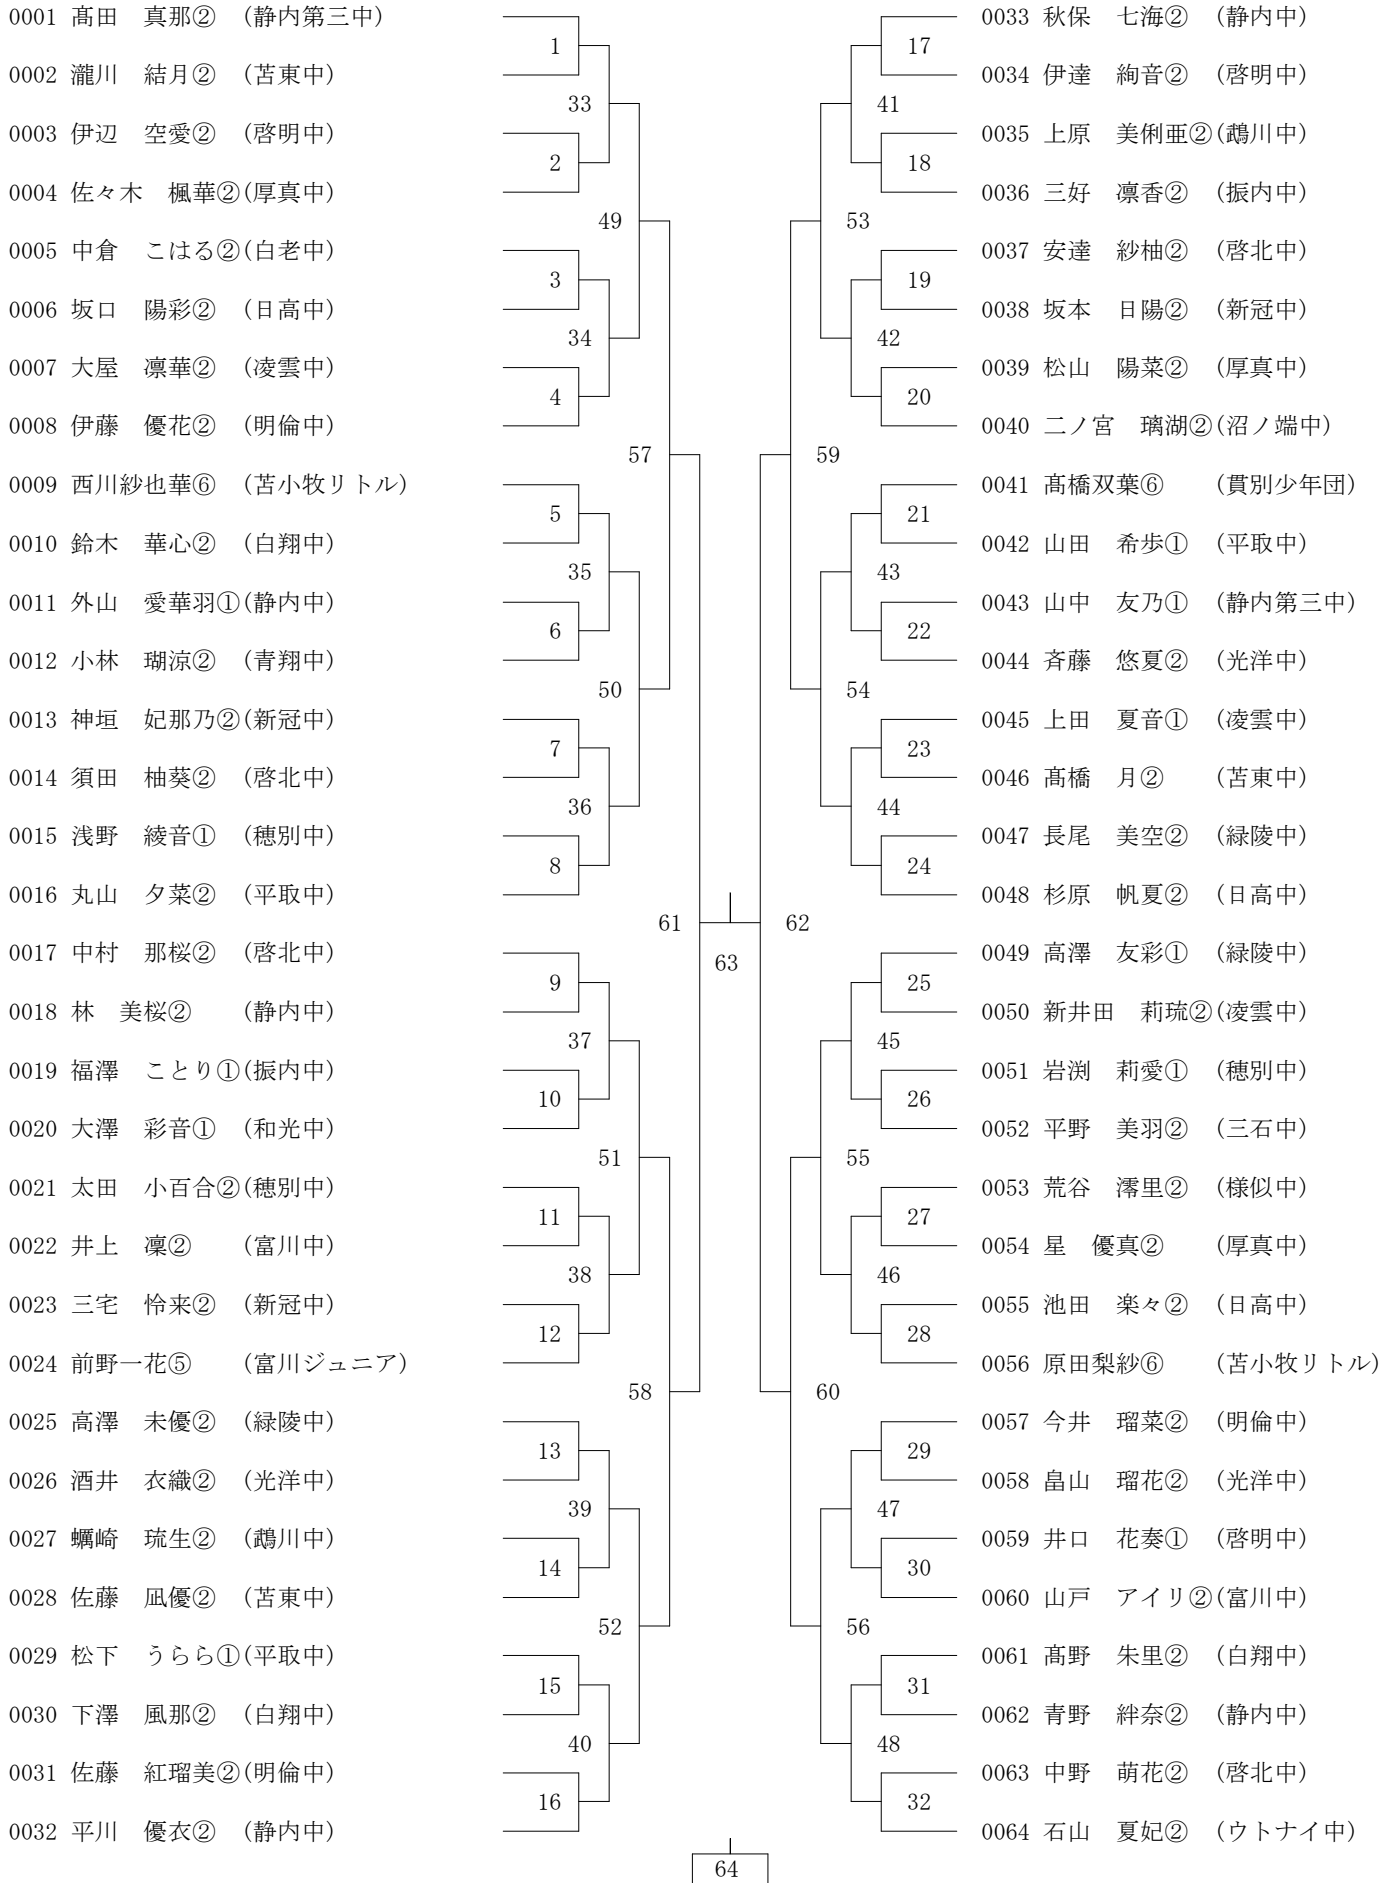 0001 髙田　真那②　(静内第三中)
0002 瀧川　結月②　(苫東中)
0003 伊辺　空愛②　(啓明中)
0004 佐々木　楓華②(厚真中)
0005 中倉　こはる②(白老中)
0006 坂口　陽彩②　(日高中)
0007 大屋　凛華②　(凌雲中)
0008 伊藤　優花②　(明倫中)
0009 西川紗也華⑥　(苫小牧リトル)
0010 鈴木　華心②　(白翔中)
0011 外山　愛華羽①(静内中)
0012 小林　瑚涼②　(青翔中)
0013 神垣　妃那乃②(新冠中)
0014 須田　柚葵②　(啓北中)
0015 浅野　綾音①　(穂別中)
0016 丸山　夕菜②　(平取中)
0017 中村　那桜②　(啓北中)
0018 林　美桜②　　(静内中)
0019 福澤　ことり①(振内中)
0020 大澤　彩音①　(和光中)
0021 太田　小百合②(穂別中)
0022 井上　凜②　　(富川中)
0023 三宅　怜来②　(新冠中)
0024 前野一花⑤　　(富川ジュニア)
0025 高澤　未優②　(緑陵中)
0026 酒井　衣織②　(光洋中)
0027 蠣崎　琉生②　(鵡川中)
0028 佐藤　凪優②　(苫東中)
0029 松下　うらら①(平取中)
0030 下澤　風那②　(白翔中)
0031 佐藤　紅瑠美②(明倫中)
0032 平川　優衣②　(静内中)
1
2
3
4
5
6
7
8
9
10
11
12
13
14
15
16
33
34
35
36
37
38
39
40
49
50
51
52
57
58
61
63
62
59
60
53
54
55
56
41
42
43
44
45
46
47
48
17
18
19
20
21
22
23
24
25
26
27
28
29
30
31
32
0033 秋保　七海②　(静内中)
0034 伊達　絢音②　(啓明中)
0035 上原　美俐亜②(鵡川中)
0036 三好　凛香②　(振内中)
0037 安達　紗柚②　(啓北中)
0038 坂本　日陽②　(新冠中)
0039 松山　陽菜②　(厚真中)
0040 二ノ宮　璃湖②(沼ノ端中)
0041 髙橋双葉⑥　　(貫別少年団)
0042 山田　希歩①　(平取中)
0043 山中　友乃①　(静内第三中)
0044 斉藤　悠夏②　(光洋中)
0045 上田　夏音①　(凌雲中)
0046 髙橋　月②　　(苫東中)
0047 長尾　美空②　(緑陵中)
0048 杉原　帆夏②　(日高中)
0049 高澤　友彩①　(緑陵中)
0050 新井田　莉琉②(凌雲中)
0051 岩渕　莉愛①　(穂別中)
0052 平野　美羽②　(三石中)
0053 荒谷　澪里②　(様似中)
0054 星　優真②　　(厚真中)
0055 池田　楽々②　(日高中)
0056 原田梨紗⑥　　(苫小牧リトル)
0057 今井　瑠菜②　(明倫中)
0058 畠山　瑠花②　(光洋中)
0059 井口　花奏①　(啓明中)
0060 山戸　アイリ②(富川中)
0061 髙野　朱里②　(白翔中)
0062 青野　絆奈②　(静内中)
0063 中野　萌花②　(啓北中)
0064 石山　夏妃②　(ウトナイ中)
64